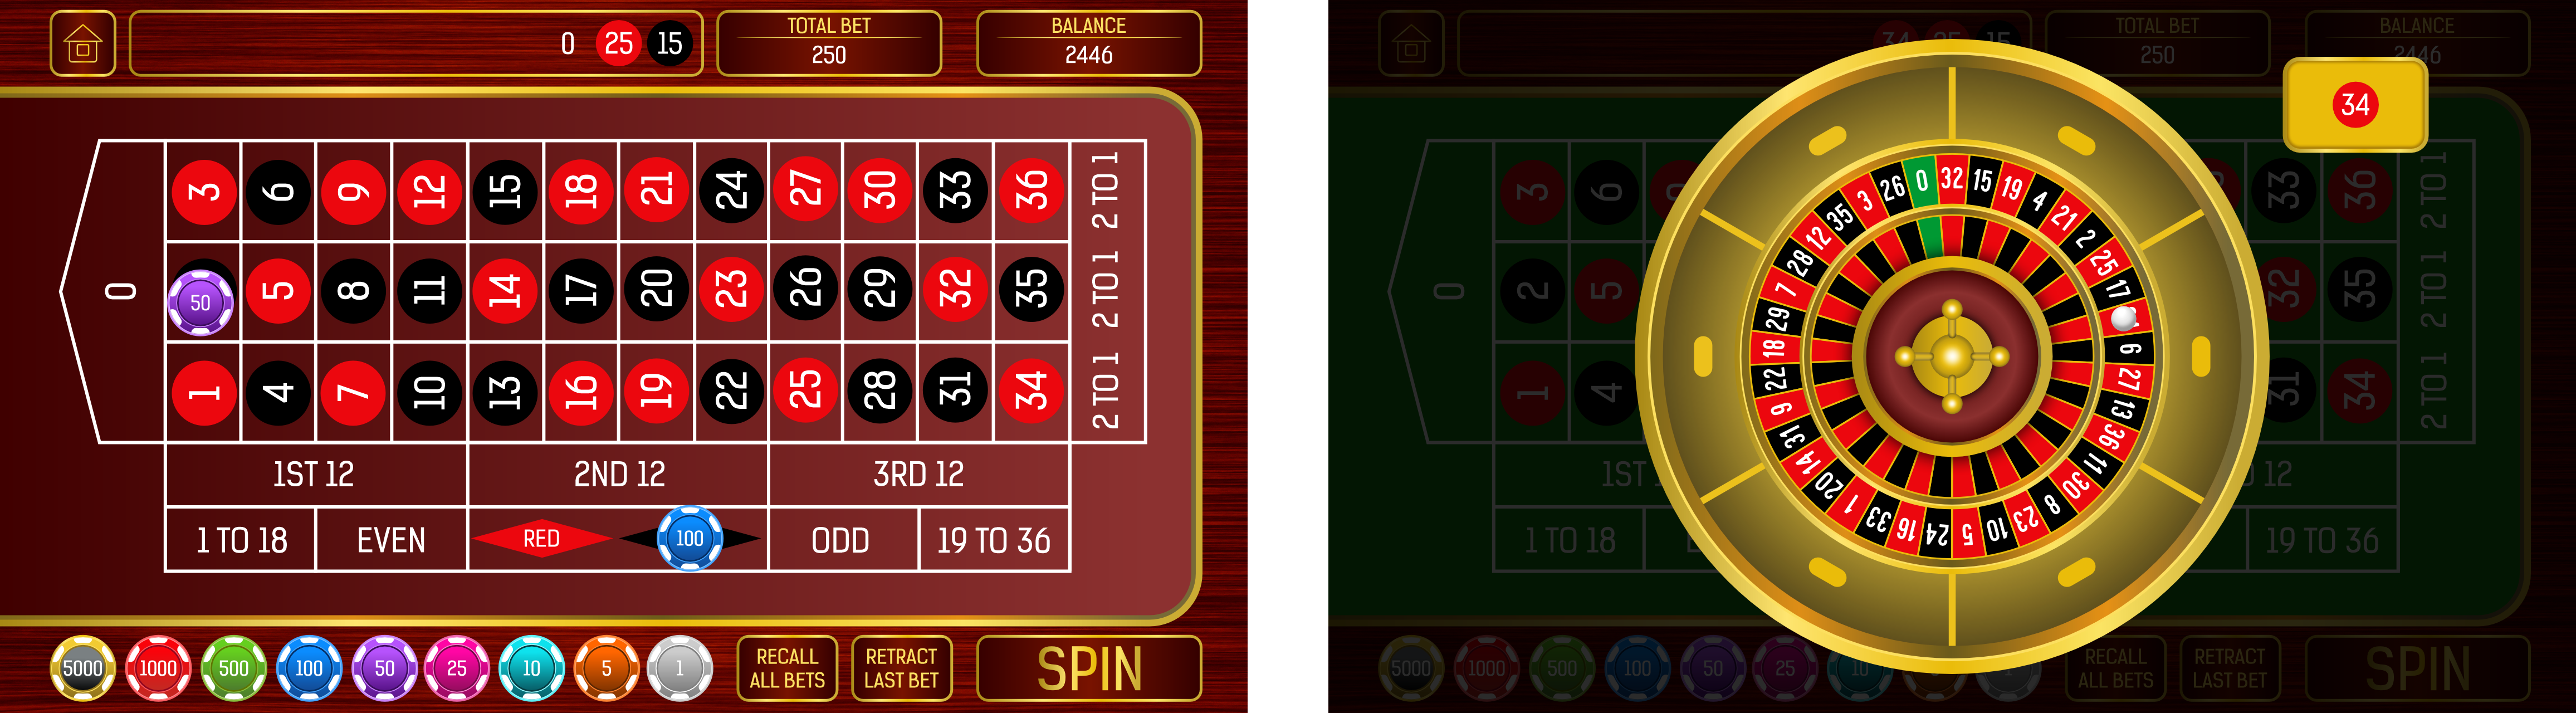 TOTAL BET
BALANCE
0 25 15
250
2446
3 6 9 12 15 18 21 24 27 30 33 36 2 TO 1
0 5 8 11 14 17 20 23 26 29 32 35 2 TO 1
50
1 4 7 10 13 16 19 22 25 28 31 34 2 TO 1
1ST 12 2ND 12 3RD 12
1 TO 18 EVEN RED 100 ODD 19 TO 36
5000 1000 500 100 50 25 10 5 1
RECALL
ALL BETS
RETRACT
LAST BET
SPIN
TOTAL BET
BALANCE
34 25 15
250
34
0 32 15 19 4 21 2 25 17 6 27 13 36 11 30 8 23 10 5 24 16 33 1 20 14 31 9 22 18 29 7 28 12 35 3 26
3 6 33 36 2 TO 1
0 2 5 32 35 2 TO 1
1 4 31 34 2 TO 1
1ST 12
1 TO 18 19 TO 36
5000 1000 500 100 50 25 10
RECALL
ALL BETS
RETRACT
LAST BET
SPIN